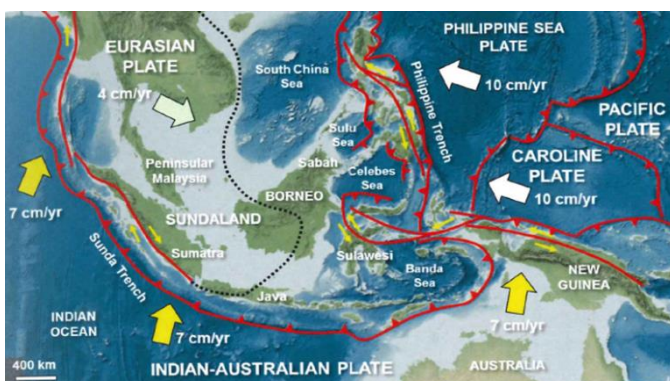 EURASIAN
PLATE
4 cm/yr
South China
Sea
PHILIPPINE SEA
PLATE
10 cm/yr
Philippine Trench
PACIFIC
PLATE
Sulu
Sea
Sabah
Peninsular
Malaysia
Celebes
Sea
CAROLINE
PLATE
10 cm/yr
7 cm/yr
BORNEO
SUNDALAND
Sumatra
Sunda Trench
Sulawesi
Banda
Sea
NEW
GUINEA
Java
INDIAN
OCEAN
7 cm/yr
7 cm/yr
400 km
INDIAN-AUSTRALIAN PLATE
AUSTRALIA